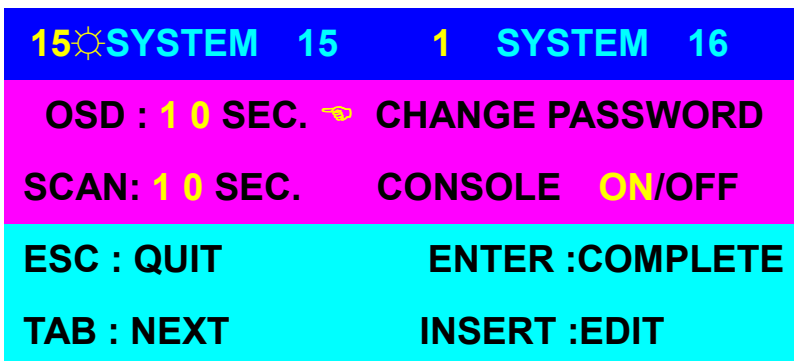 15☼SYSTEM 15 1 SYSTEM 16
OSD : 1 0 SEC. ☜ CHANGE PASSWORD
SCAN: 1 0 SEC. CONSOLE ON/OFF
ESC : QUIT ENTER :COMPLETE
TAB : NEXT INSERT :EDIT